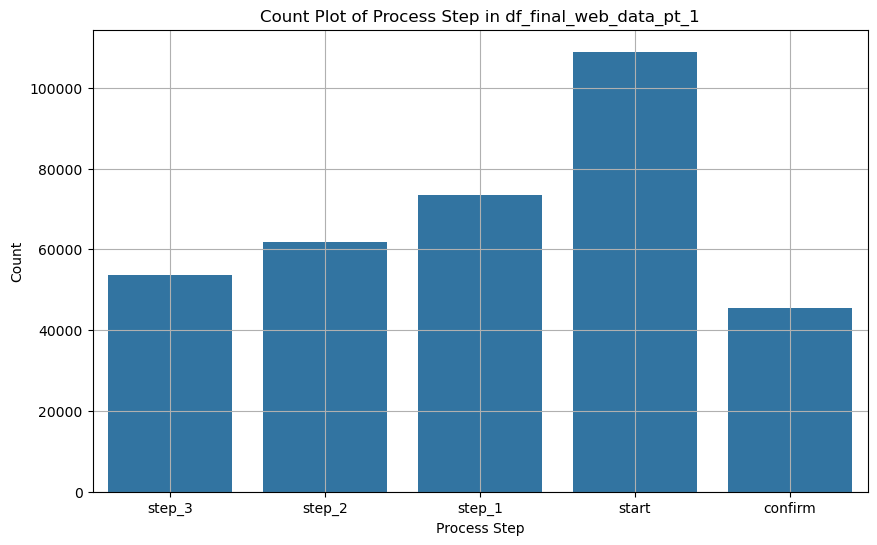 Count Plot of Process Step in df_final_web_data_pt_1
Count
100000
80000
60000
40000
20000
0
step_3
step_2
step_1
start
confirm
Process Step